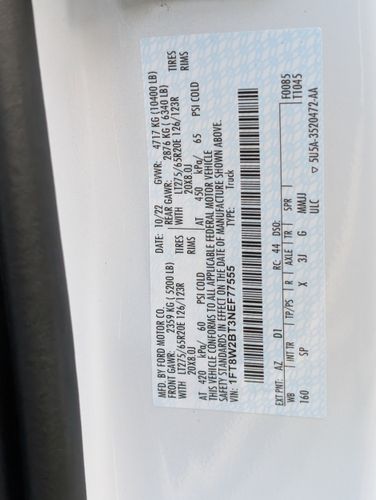 MFD. BY FORD MOTOR CO.
DATE: 10/22 GVWR: 4717 KG (10400 LB)
FRONT GAWR: 2359 KG (5200 LB)
REAR GAWR: 2876 KG (6340 LB)
WITH LT275/65R20E 126/123R TIRES
WITH LT275/65R20E 126/123R TIRES
20X8.0J RIMS
20X8.0J RIMS
AT 420 kPa/ 60 PSI COLD
AT 450 kPa/ 65 PSI COLD
THIS VEHICLE CONFORMS TO ALL APPLICABLE FEDERAL MOTOR VEHICLE
SAFETY STANDARDS IN EFFECT ON THE DATE OF MANUFACTURE SHOWN ABOVE.
VIN: 1FT8W2BT3NEF77555
TYPE: Truck
EXT PNT: AZ D1 RC: 44 DSO: F0085
WB INT TR TP/PS R AXLE TR SPR T1045
160 SP X 3J G MMJJ
ULC ▽ 5U5A-3520472-AA